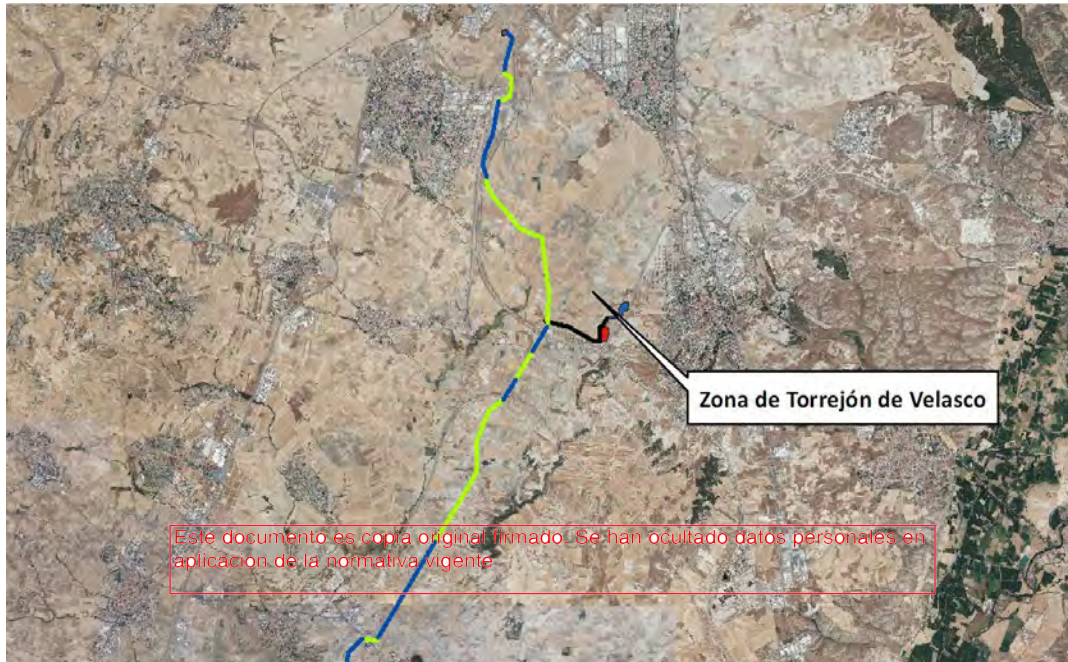 Zona de Torrejón de Velasco
Este documento es copia original firmado. Se han ocultado datos personales en
aplicación de la normativa vigente